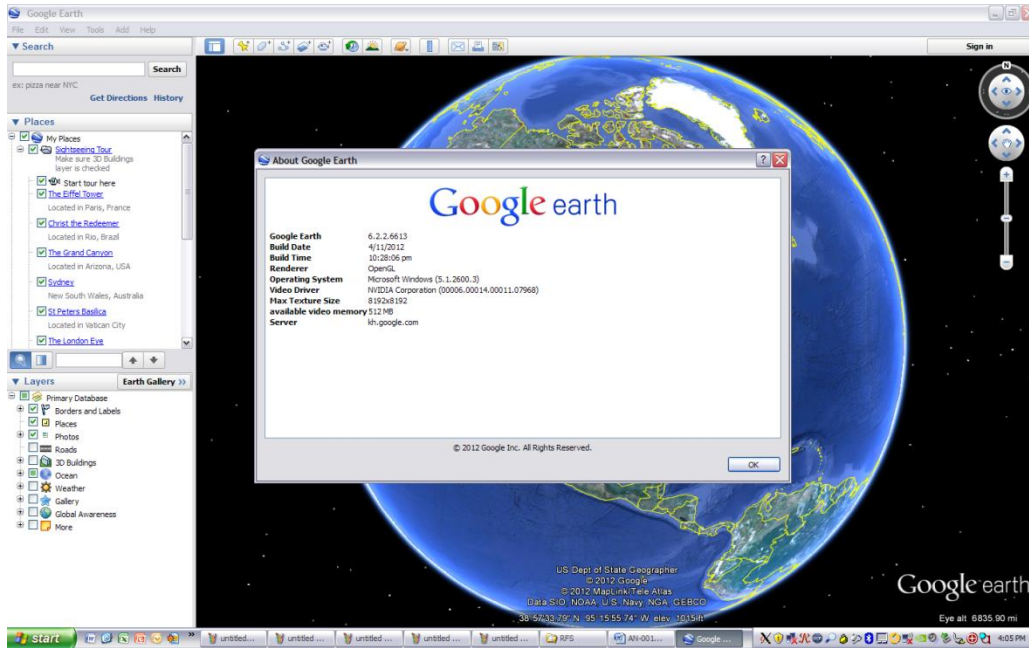 Google Earth
File Edit View Tools Add Help
▼ Search
Sign in
Search
ex: pizza near NYC
Get Directions History
▼ Places
My Places
Sightseeing Tour
Make sure 3D Buildings
layer is checked
Start tour here
The Eiffel Tower
Located in Paris, France
Christ the Redeemer
Located in Rio, Brazil
The Grand Canyon
Located in Arizona, USA
Sydney
New South Wales, Australia
St Peters Basilica
Located in Vatican City
The London Eye
▼ Layers
Earth Gallery >>
Primary Database
Borders and Labels
Places
Photos
Roads
3D Buildings
Ocean
Weather
Gallery
Global Awareness
More
N
About Google Earth
Google earth
Google Earth 6.2.2.6613
Build Date 4/11/2012
Build Time 10:28:06 pm
Renderer OpenGL
Operating System Microsoft Windows (5.1.2600.3)
Video Driver NVIDIA Corporation (00006.00014.00011.07968)
Max Texture Size 8192x8192
available video memory 512 MB
Server kh.google.com
© 2012 Google Inc. All Rights Reserved.
OK
US Dept of State Geographer
© 2012 Google
© 2012 MapLink/Tele Atlas
Data SIO, NOAA, U.S. Navy, NGA, GEBCO
38°57'33.79" N 95°15'55.74" W elev 1015 ft
Google earth
Eye alt 6835.90 mi
start
untitled...
untitled ...
untitled ...
untitled ...
untitled ...
RFS
AN-001...
Google ...
4:05 PM